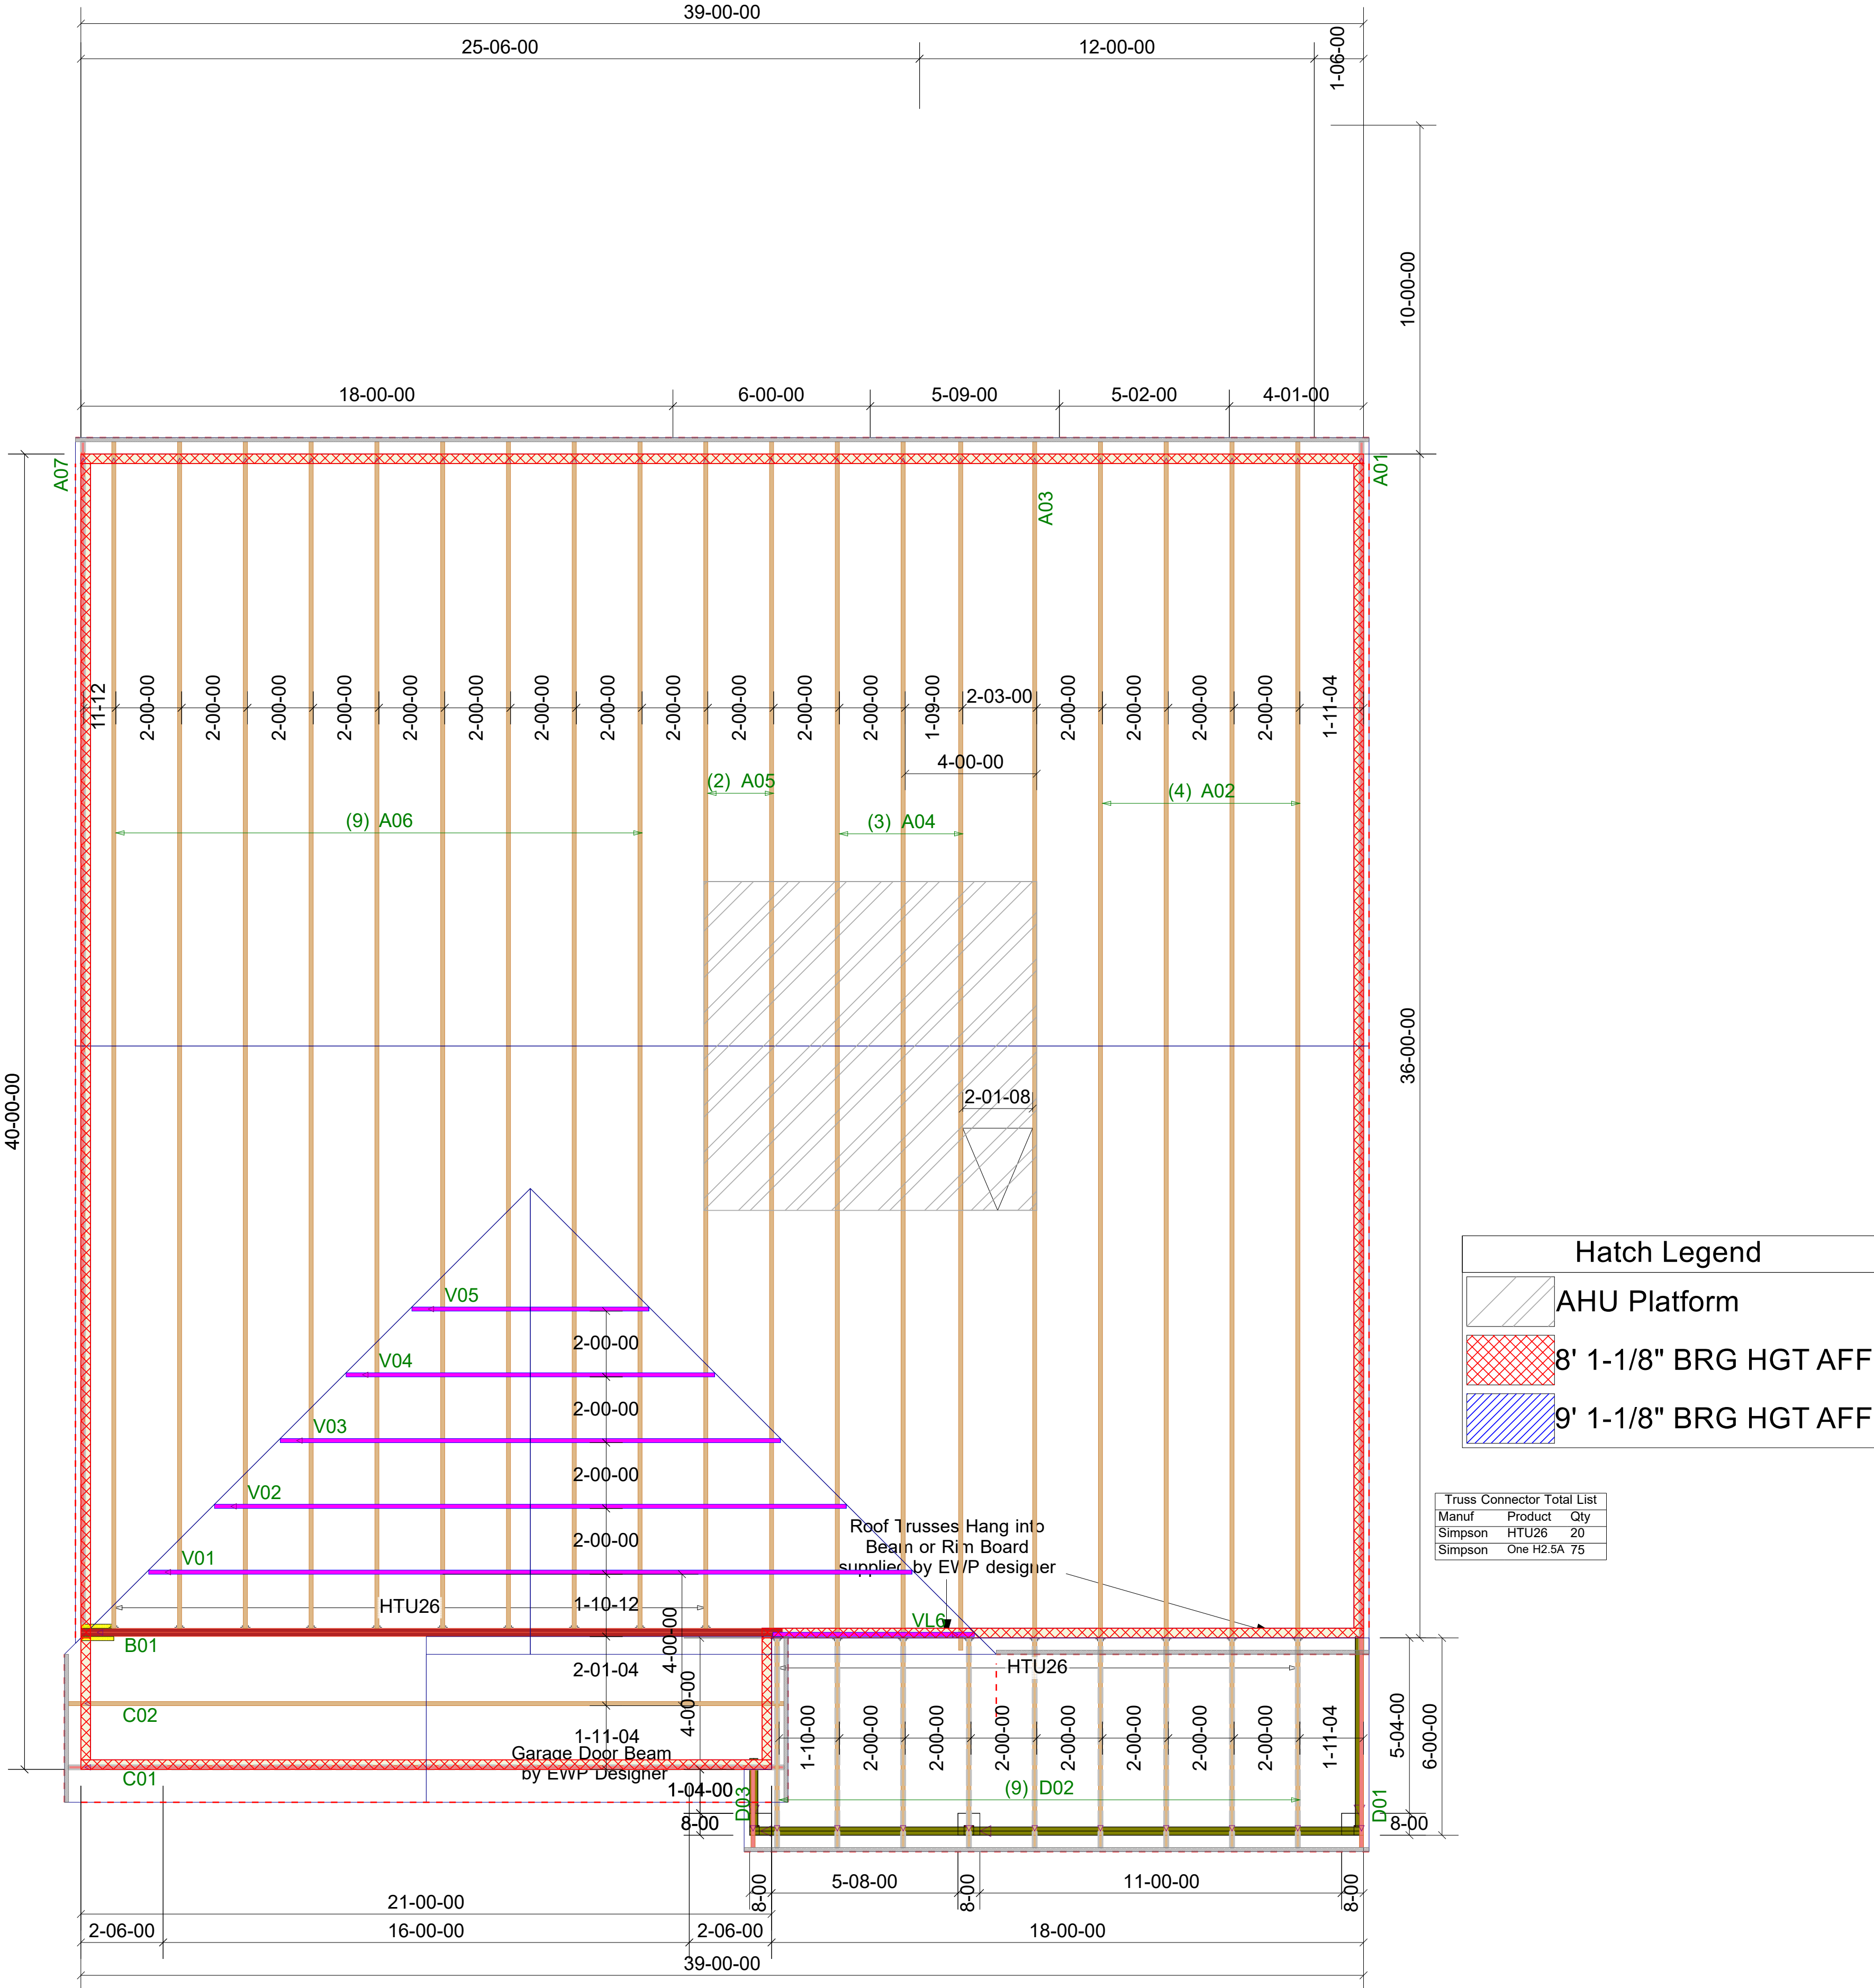 39-00-00
25-06-00
12-00-00
1-06-00
10-00-00
18-00-00
6-00-00
5-09-00
5-02-00
4-01-00
A07
A01
A03
11-12
2-00-00
2-00-00
2-00-00
2-00-00
2-00-00
2-00-00
2-00-00
2-00-00
2-00-00
2-00-00
2-00-00
2-00-00
1-09-00
2-03-00
2-00-00
2-00-00
2-00-00
2-00-00
1-11-04
4-00-00
(2) A05
(4) A02
(9) A06
(3) A04
40-00-00
36-00-00
2-01-08
Hatch Legend
AHU Platform
8' 1-1/8" BRG HGT AFF
9' 1-1/8" BRG HGT AFF
V05
2-00-00
V04
2-00-00
V03
2-00-00
V02
2-00-00
V01
Roof Trusses Hang into
Beam or Rim Board
supplied by EWP designer
Truss Connector Total List
Manuf Product Qty
Simpson HTU26 20
Simpson One H2.5A 75
HTU26
1-10-12
VL6
B01
4-00-00
2-01-04
HTU26
C02
4-00-00
1-11-04
Garage Door Beam
by EWP Designer
C01
1-10-00
2-00-00
2-00-00
2-00-00
2-00-00
2-00-00
2-00-00
2-00-00
1-11-04
5-04-00
6-00-00
(9) D02
1-04-00
D03
D01
8-00
8-00
8-00
5-08-00
8-00
11-00-00
8-00
21-00-00
2-06-00
16-00-00
2-06-00
18-00-00
39-00-00